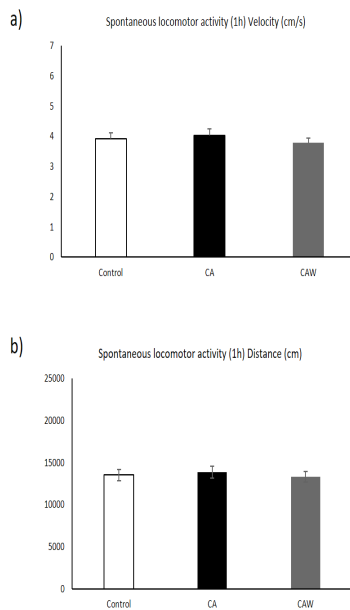 a)
Spontaneous locomotor activity (1h) Velocity (cm/s)
7
6
5
4
3
2
1
0
Control CA CAW
b)
Spontaneous locomotor activity (1h) Distance (cm)
25000
20000
15000
10000
5000
0
Control CA CAW